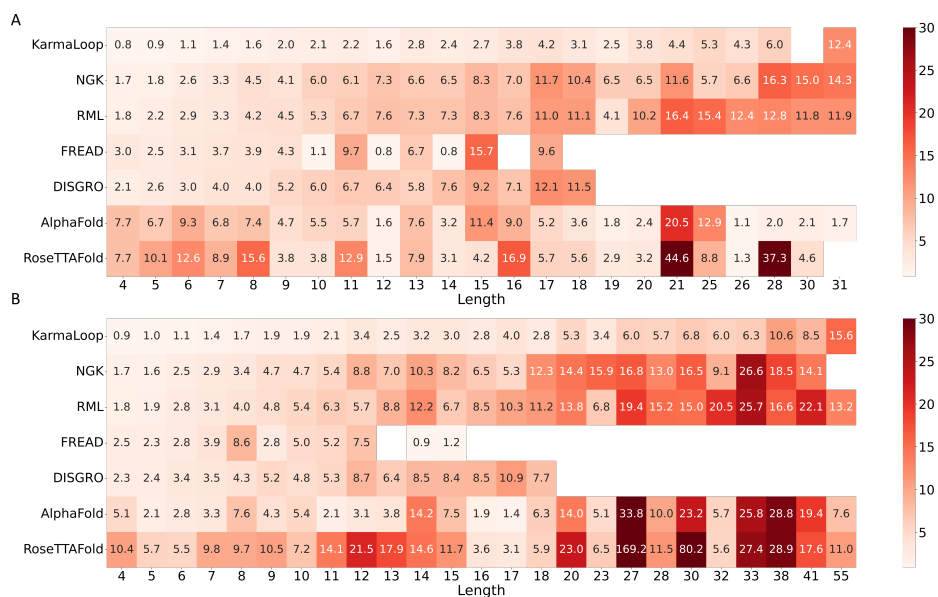 A
KarmaLoop 0.8 0.9 1.1 1.4 1.6 2.0 2.1 2.2 1.6 2.8 2.4 2.7 3.8 4.2 3.1 2.5 3.8 4.4 5.3 4.3 6.0 12.4
NGK 1.7 1.8 2.6 3.3 4.5 4.1 6.0 6.1 7.3 6.6 6.5 8.3 7.0 11.7 10.4 6.5 6.5 11.6 5.7 6.6 16.3 15.0 14.3
RML 1.8 2.2 2.9 3.3 4.2 4.5 5.3 6.7 7.6 7.3 7.3 8.3 7.6 11.0 11.1 4.1 10.2 16.4 15.4 12.4 12.8 11.8 11.9
FREAD 3.0 2.5 3.1 3.7 3.9 4.3 1.1 9.7 0.8 6.7 0.8 15.7 9.6
DISGRO 2.1 2.6 3.0 4.0 4.0 5.2 6.0 6.7 6.4 5.8 7.6 9.2 7.1 12.1 11.5
AlphaFold 7.7 6.7 9.3 6.8 7.4 4.7 5.5 5.7 1.6 7.6 3.2 11.4 9.0 5.2 3.6 1.8 2.4 20.5 12.9 1.1 2.0 2.1 1.7
RoseTTAFold 7.7 10.1 12.6 8.9 15.6 3.8 3.8 12.9 1.5 7.9 3.1 4.2 16.9 5.7 5.6 2.9 3.2 44.6 8.8 1.3 37.3 4.6
4 5 6 7 8 9 10 11 12 13 14 15 16 17 18 19 20 21 25 26 28 30 31
Length
30
25
20
15
10
5
B
KarmaLoop 0.9 1.0 1.1 1.4 1.7 1.9 1.9 2.1 3.4 2.5 3.2 3.0 2.8 4.0 2.8 5.3 3.4 6.0 5.7 6.8 6.0 6.3 10.6 8.5 15.6
NGK 1.7 1.6 2.5 2.9 3.4 4.7 4.7 5.4 8.8 7.0 10.3 8.2 6.5 5.3 12.3 14.4 15.9 16.8 13.0 16.5 9.1 26.6 18.5 14.1
RML 1.8 1.9 2.8 3.1 4.0 4.8 5.4 6.3 5.7 8.8 12.2 6.7 8.5 10.3 11.2 13.8 6.8 19.4 15.2 15.0 20.5 25.7 16.6 22.1 13.2
FREAD 2.5 2.3 2.8 3.9 8.6 2.8 5.0 5.2 7.5 0.9 1.2
DISGRO 2.3 2.4 3.4 3.5 4.3 5.2 4.8 5.3 8.7 6.4 8.5 8.4 8.5 10.9 7.7
AlphaFold 5.1 2.1 2.8 3.3 7.6 4.3 5.4 2.1 3.1 3.8 14.2 7.5 1.9 1.4 6.3 14.0 5.1 33.8 10.0 23.2 5.7 25.8 28.8 19.4 7.6
RoseTTAFold 10.4 5.7 5.5 9.8 9.7 10.5 7.2 14.1 21.5 17.9 14.6 11.7 3.6 3.1 5.9 23.0 6.5 169.2 11.5 80.2 5.6 27.4 28.9 17.6 11.0
4 5 6 7 8 9 10 11 12 13 14 15 16 17 18 20 23 27 28 30 32 33 38 41 55
Length
30
25
20
15
10
5